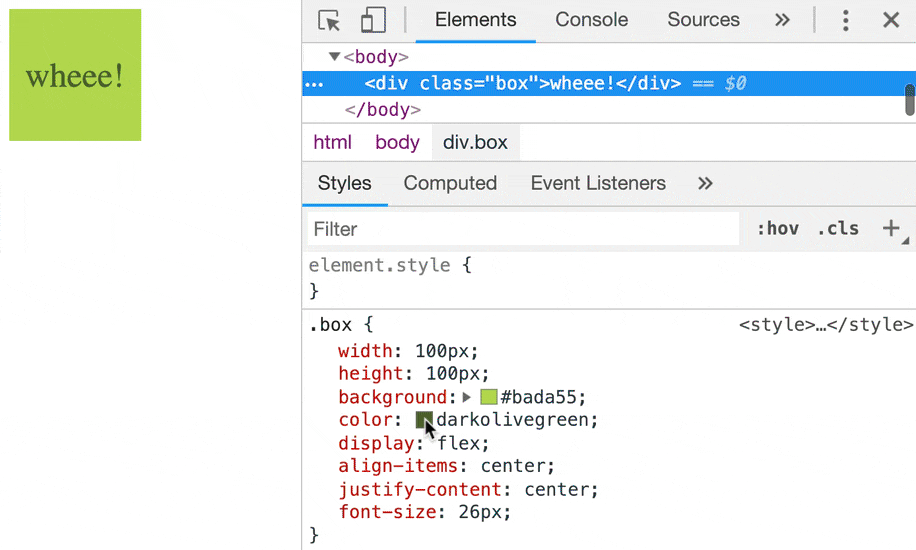 wheee!
Elements Console Sources »
▼<body>
… <div class="box">wheee!</div> == $0
</body>
html body div.box
Styles Computed Event Listeners »
Filter :hov .cls +
element.style {
}
.box { <style>…</style>
width: 100px;
height: 100px;
background:▶ #bada55;
color: darkolivegreen;
display: flex;
align-items: center;
justify-content: center;
font-size: 26px;
}